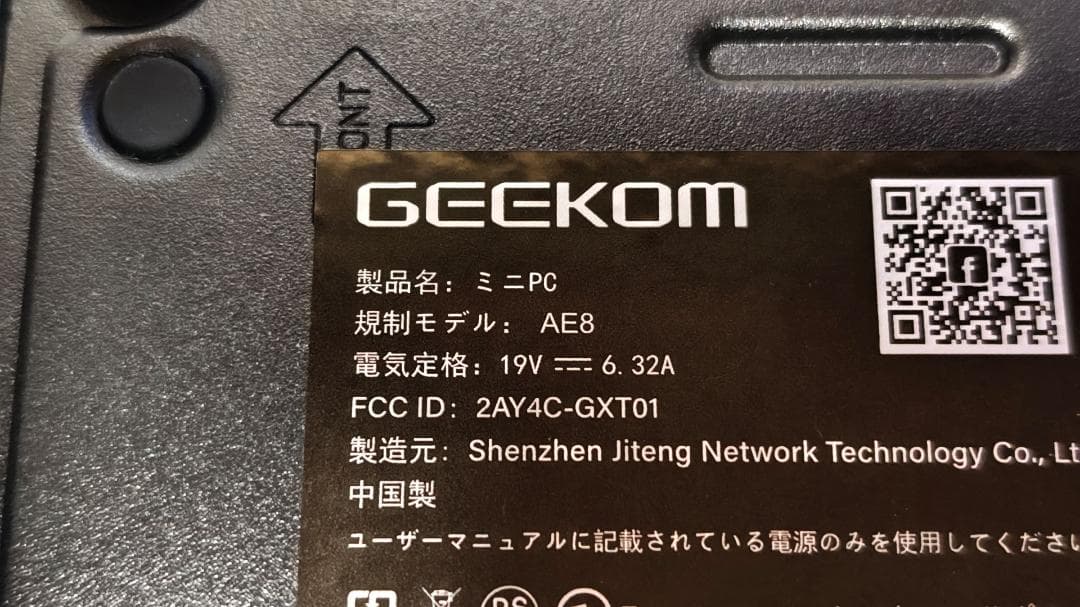 ONT
GEEKOM
製品名: ミニPC
規制モデル: AE8
電気定格: 19V ⎓ 6.32A
FCC ID: 2AY4C-GXT01
製造元: Shenzhen Jiteng Network Technology Co., Lt
中国製
ユーザーマニュアルに記載されている電源のみを使用してくださ